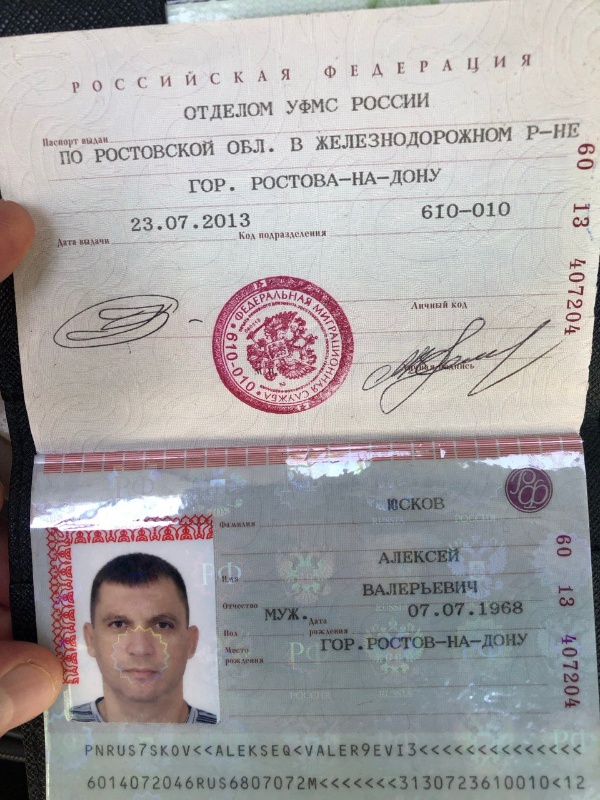 РОССИЙСКАЯ ФЕДЕРАЦИЯ
Паспорт выдан ОТДЕЛОМ УФМС РОССИИ
ПО РОСТОВСКОЙ ОБЛ. В ЖЕЛЕЗНОДОРОЖНОМ Р-НЕ
ГОР. РОСТОВА-НА-ДОНУ
Дата выдачи 23.07.2013 Код подразделения 6I0-010
60 13 407204
Личный код
ФЕДЕРАЛЬНАЯ МИГРАЦИОННАЯ СЛУЖБА • 610-010 •
М.П.
подпись
РФ
Фамилия ЮСКОВ
Имя АЛЕКСЕЙ
Отчество ВАЛЕРЬЕВИЧ
Пол МУЖ. Дата рождения 07.07.1968
Место рождения ГОР.РОСТОВ-НА-ДОНУ
60 13 407204
РФ
РОССИЯ
PNRUS7SKOV<<ALEKSEQ<VALER9EVI3<<<<<<<<<<<<<<
6014072046RUS6807072M<<<<<<<3130723610010<12